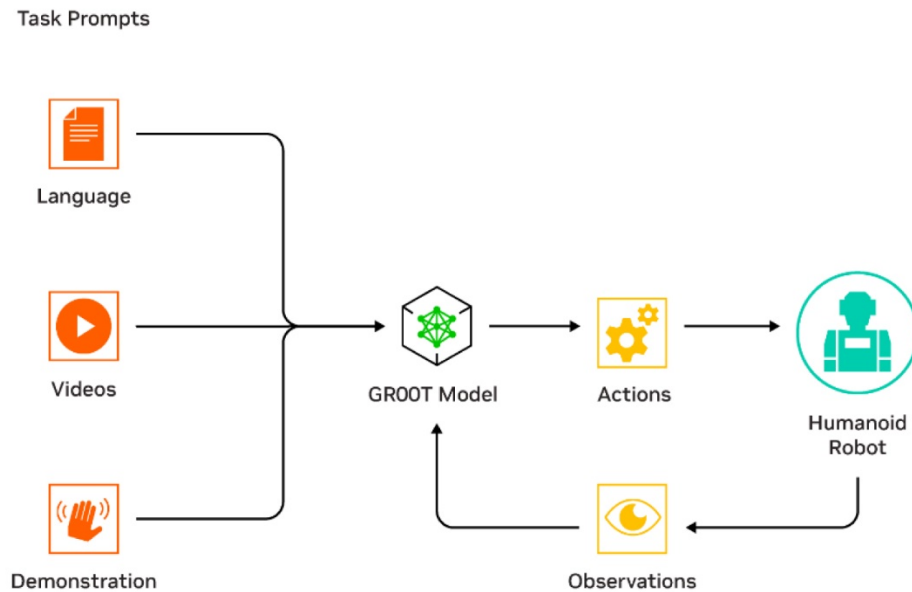 Task Prompts
Language
Videos
GR00T Model
Actions
Humanoid
Robot
Demonstration
Observations